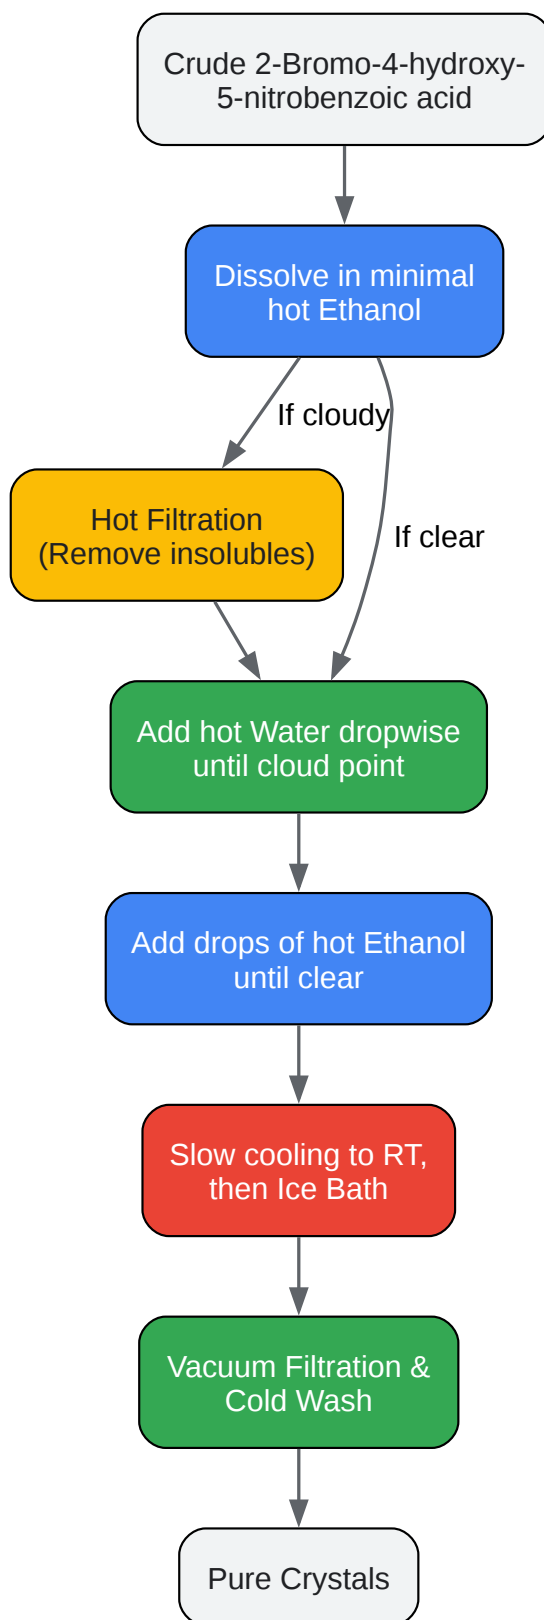 Crude 2-Bromo-4-hydroxy-
5-nitrobenzoic acid
Dissolve in minimal
hot Ethanol
If cloudy
Hot Filtration
(Remove insolubles)
If clear
Add hot Water dropwise
until cloud point
Add drops of hot Ethanol
until clear
Slow cooling to RT,
then Ice Bath
Vacuum Filtration &
Cold Wash
Pure Crystals